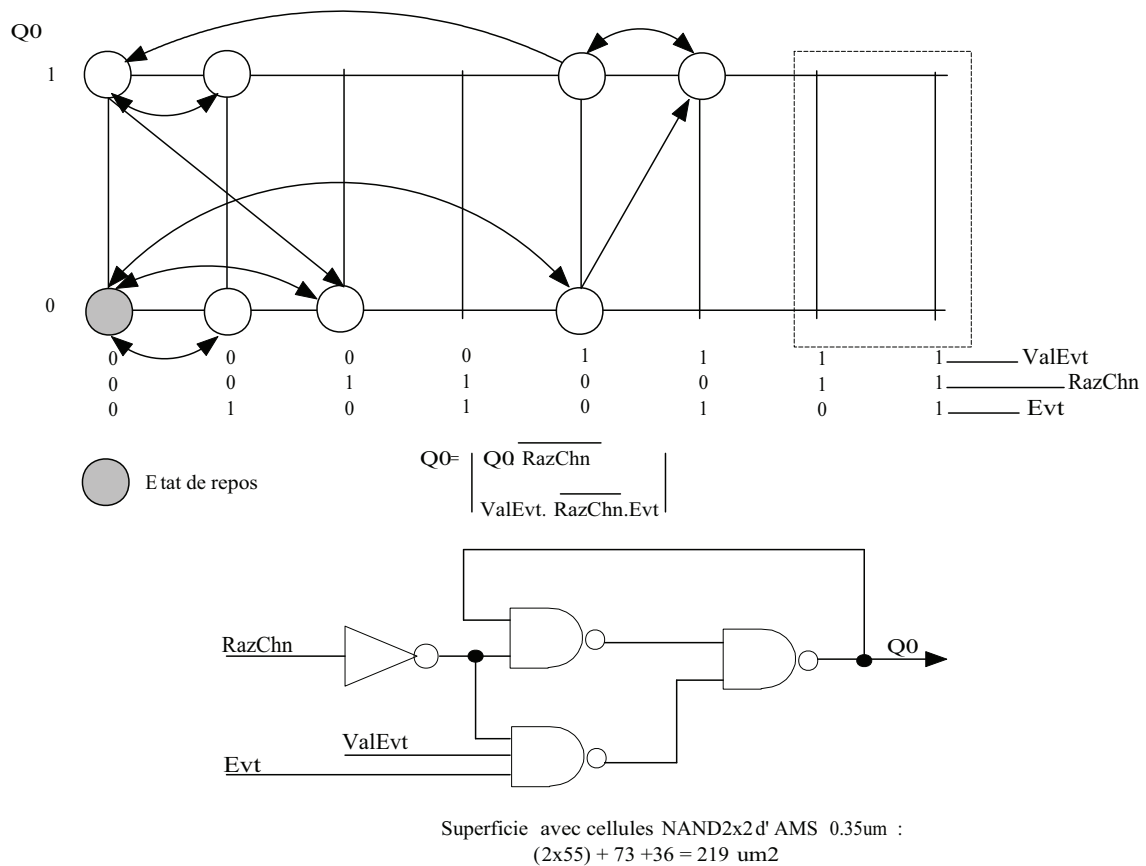 Q0
1
0
0 0 0 0 1 1 1 1 ValEvt
0 0 1 1 0 0 1 1 RazChn
0 1 0 1 0 1 0 1 Evt
Etat de repos
Q0= Q0. RazChn
ValEvt. RazChn.Evt
RazChn
Q0
ValEvt
Evt
Superficie avec cellules NAND2x2 d' AMS 0.35um :
(2x55) + 73 +36 = 219 um2